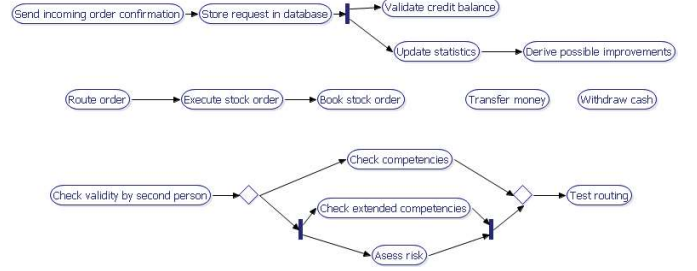 Send incoming order confirmation
Store request in database
Validate credit balance
Update statistics
Derive possible improvements
Route order
Execute stock order
Book stock order
Transfer money
Withdraw cash
Check competencies
Check validity by second person
Test routing
Check extended competencies
Asess risk